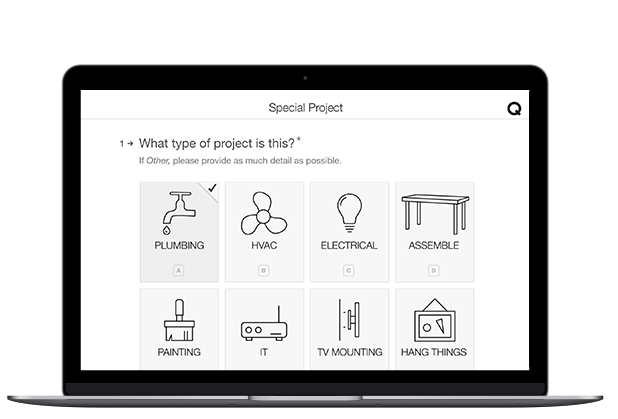 Special Project
Q
1 → What type of project is this? *
If Other, please provide as much detail as possible.
PLUMBING HVAC ELECTRICAL ASSEMBLE
A B C D
PAINTING IT TV MOUNTING HANG THINGS